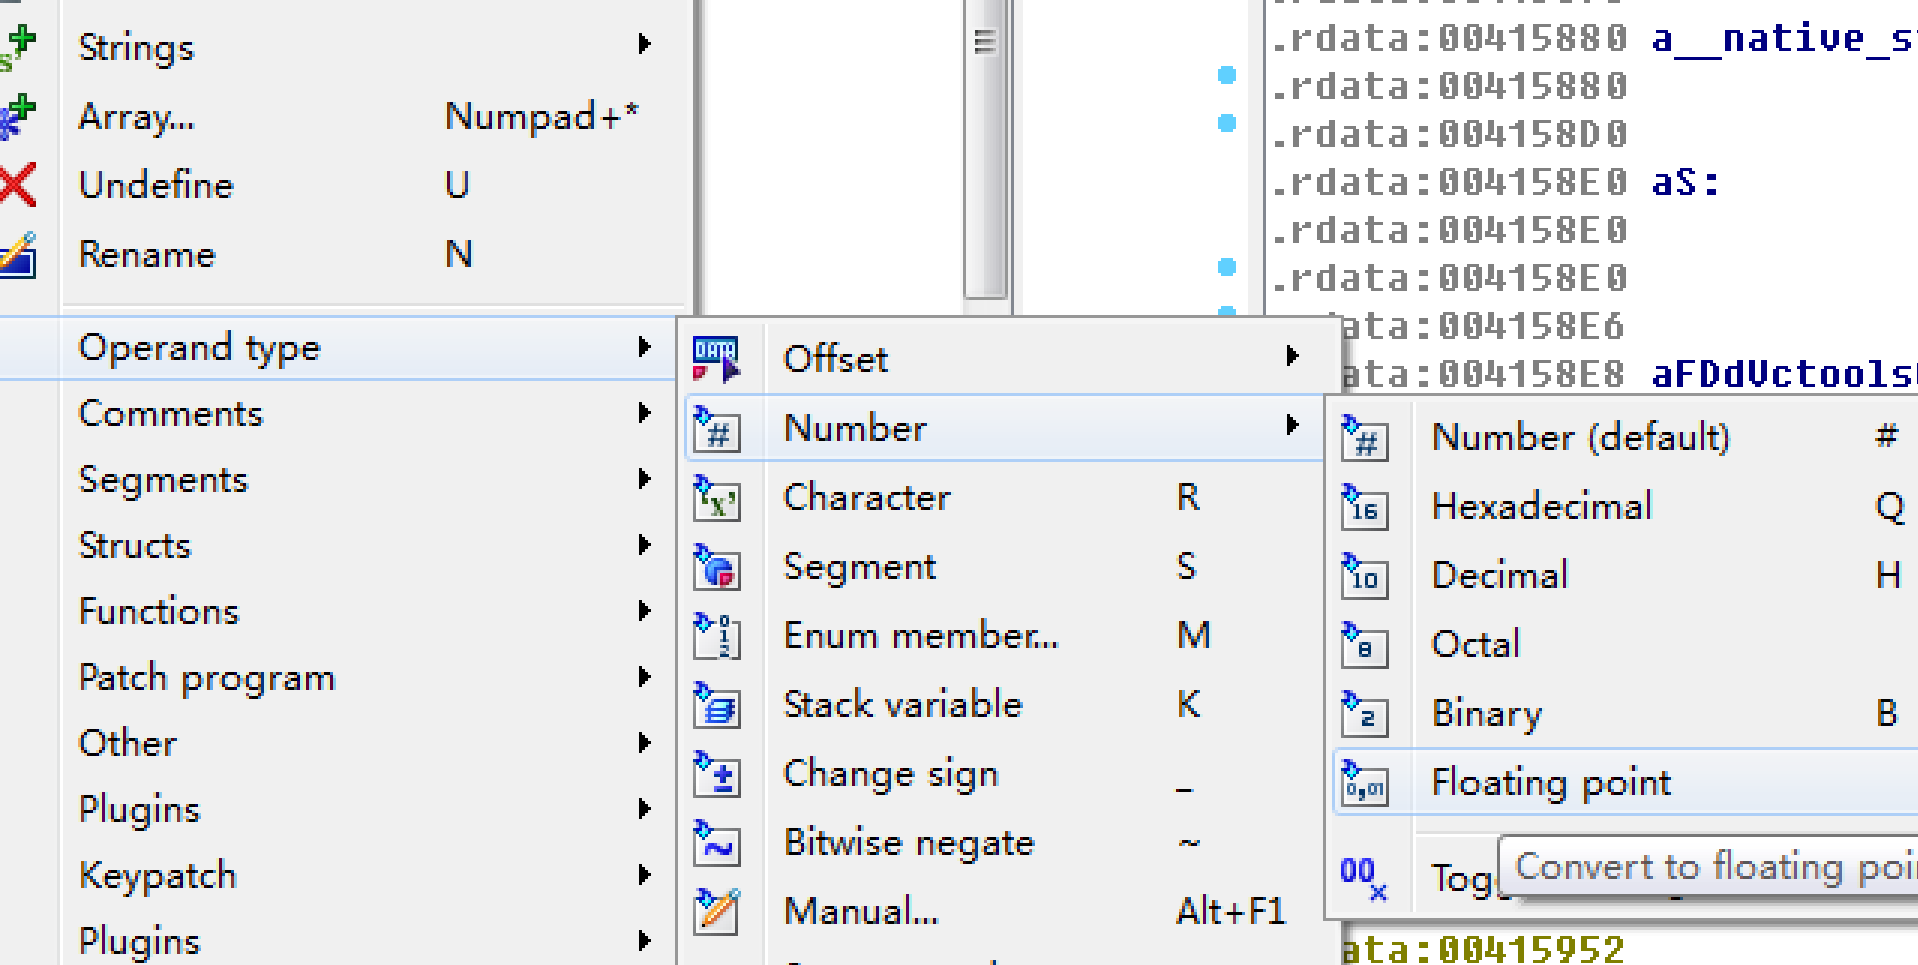 Strings
Array... Numpad+*
Undefine U
Rename N
Operand type
Comments
Segments
Structs
Functions
Patch program
Other
Plugins
Keypatch
Plugins
Offset
Number
Character R
Segment S
Enum member... M
Stack variable K
Change sign _
Bitwise negate ~
Manual... Alt+F1
Number (default) #
Hexadecimal Q
Decimal H
Octal
Binary B
Floating point
Tog
Convert to floating poi
.rdata:00415880 a__native_s
.rdata:00415880
.rdata:004158D0
.rdata:004158E0 aS:
.rdata:004158E0
.rdata:004158E0
data:004158E6
ata:004158E8 aFDdVctools
ata:00415952